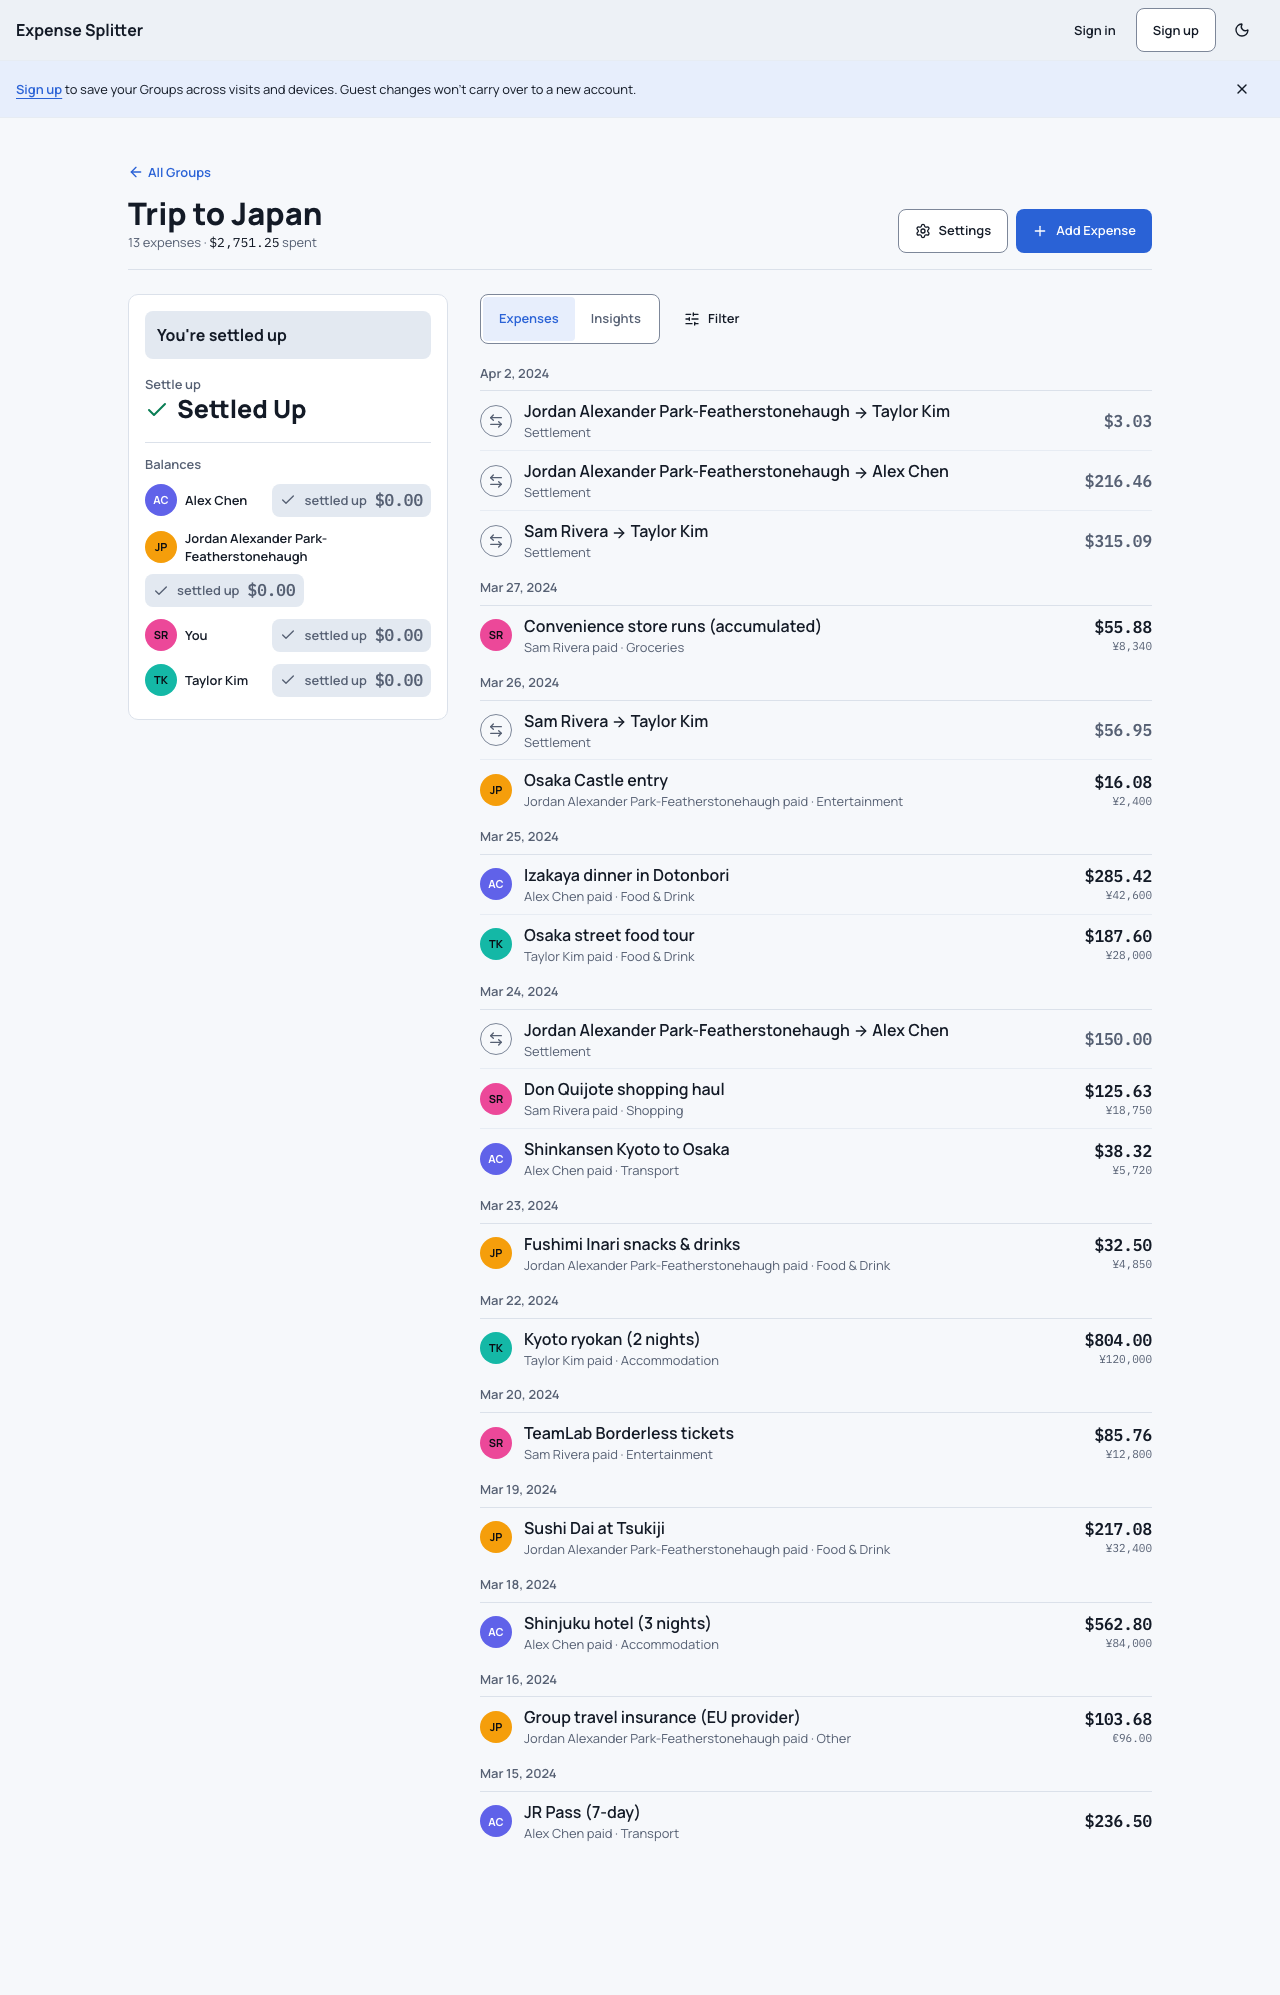 Expense Splitter
Sign in
Sign up
Sign up to save your Groups across visits and devices. Guest changes won't carry over to a new account.
All Groups
Trip to Japan
13 expenses · $2,751.25 spent
Settings
Add Expense
You're settled up
Settle up
Settled Up
Balances
AC Alex Chen settled up $0.00
JP Jordan Alexander Park-
Featherstonehaugh
settled up $0.00
SR You settled up $0.00
TK Taylor Kim settled up $0.00
Expenses Insights Filter
Apr 2, 2024
Jordan Alexander Park-Featherstonehaugh → Taylor Kim
Settlement
$3.03
Jordan Alexander Park-Featherstonehaugh → Alex Chen
Settlement
$216.46
Sam Rivera → Taylor Kim
Settlement
$315.09
Mar 27, 2024
SR
Convenience store runs (accumulated)
Sam Rivera paid · Groceries
$55.88
¥8,340
Mar 26, 2024
Sam Rivera → Taylor Kim
Settlement
$56.95
JP
Osaka Castle entry
Jordan Alexander Park-Featherstonehaugh paid · Entertainment
$16.08
¥2,400
Mar 25, 2024
AC
Izakaya dinner in Dotonbori
Alex Chen paid · Food & Drink
$285.42
¥42,600
TK
Osaka street food tour
Taylor Kim paid · Food & Drink
$187.60
¥28,000
Mar 24, 2024
Jordan Alexander Park-Featherstonehaugh → Alex Chen
Settlement
$150.00
SR
Don Quijote shopping haul
Sam Rivera paid · Shopping
$125.63
¥18,750
AC
Shinkansen Kyoto to Osaka
Alex Chen paid · Transport
$38.32
¥5,720
Mar 23, 2024
JP
Fushimi Inari snacks & drinks
Jordan Alexander Park-Featherstonehaugh paid · Food & Drink
$32.50
¥4,850
Mar 22, 2024
TK
Kyoto ryokan (2 nights)
Taylor Kim paid · Accommodation
$804.00
¥120,000
Mar 20, 2024
SR
TeamLab Borderless tickets
Sam Rivera paid · Entertainment
$85.76
¥12,800
Mar 19, 2024
JP
Sushi Dai at Tsukiji
Jordan Alexander Park-Featherstonehaugh paid · Food & Drink
$217.08
¥32,400
Mar 18, 2024
AC
Shinjuku hotel (3 nights)
Alex Chen paid · Accommodation
$562.80
¥84,000
Mar 16, 2024
JP
Group travel insurance (EU provider)
Jordan Alexander Park-Featherstonehaugh paid · Other
$103.68
€96.00
Mar 15, 2024
AC
JR Pass (7-day)
Alex Chen paid · Transport
$236.50